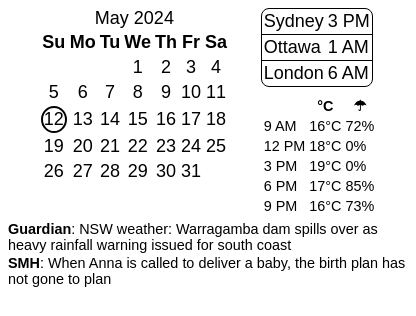 May 2024
Su Mo Tu We Th Fr Sa
1 2 3 4
5 6 7 8 9 10 11
12 13 14 15 16 17 18
19 20 21 22 23 24 25
26 27 28 29 30 31
Sydney 3 PM
Ottawa 1 AM
London 6 AM
°C ☂
9 AM 16°C 72%
12 PM 18°C 0%
3 PM 19°C 0%
6 PM 17°C 85%
9 PM 16°C 73%
Guardian: NSW weather: Warragamba dam spills over as
heavy rainfall warning issued for south coast
SMH: When Anna is called to deliver a baby, the birth plan has
not gone to plan